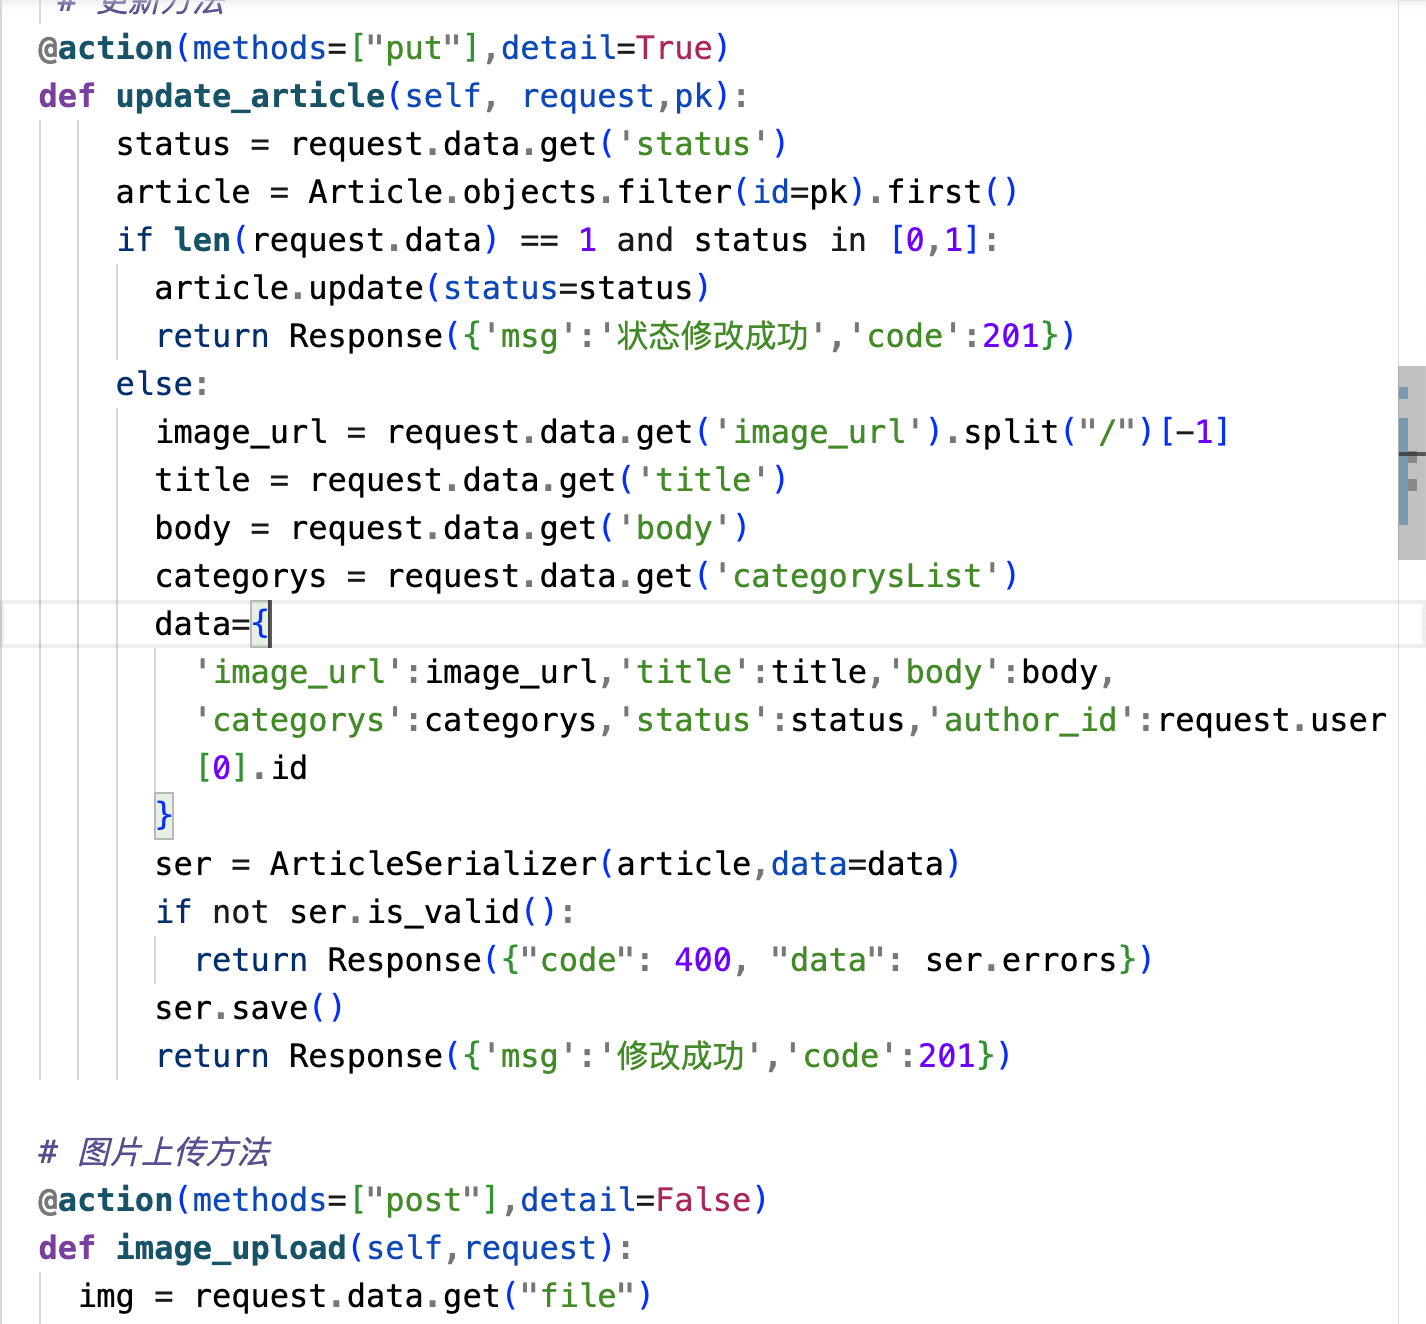 # 更新方法
@action(methods=["put"],detail=True)
def update_article(self, request,pk):
status = request.data.get('status')
article = Article.objects.filter(id=pk).first()
if len(request.data) == 1 and status in [0,1]:
article.update(status=status)
return Response({'msg':'状态修改成功','code':201})
else:
image_url = request.data.get('image_url').split("/")[-1]
title = request.data.get('title')
body = request.data.get('body')
categorys = request.data.get('categorysList')
data={
'image_url':image_url,'title':title,'body':body,
'categorys':categorys,'status':status,'author_id':request.user
[0].id
}
ser = ArticleSerializer(article,data=data)
if not ser.is_valid():
return Response({"code": 400, "data": ser.errors})
ser.save()
return Response({'msg':'修改成功','code':201})
# 图片上传方法
@action(methods=["post"],detail=False)
def image_upload(self,request):
img = request.data.get("file")